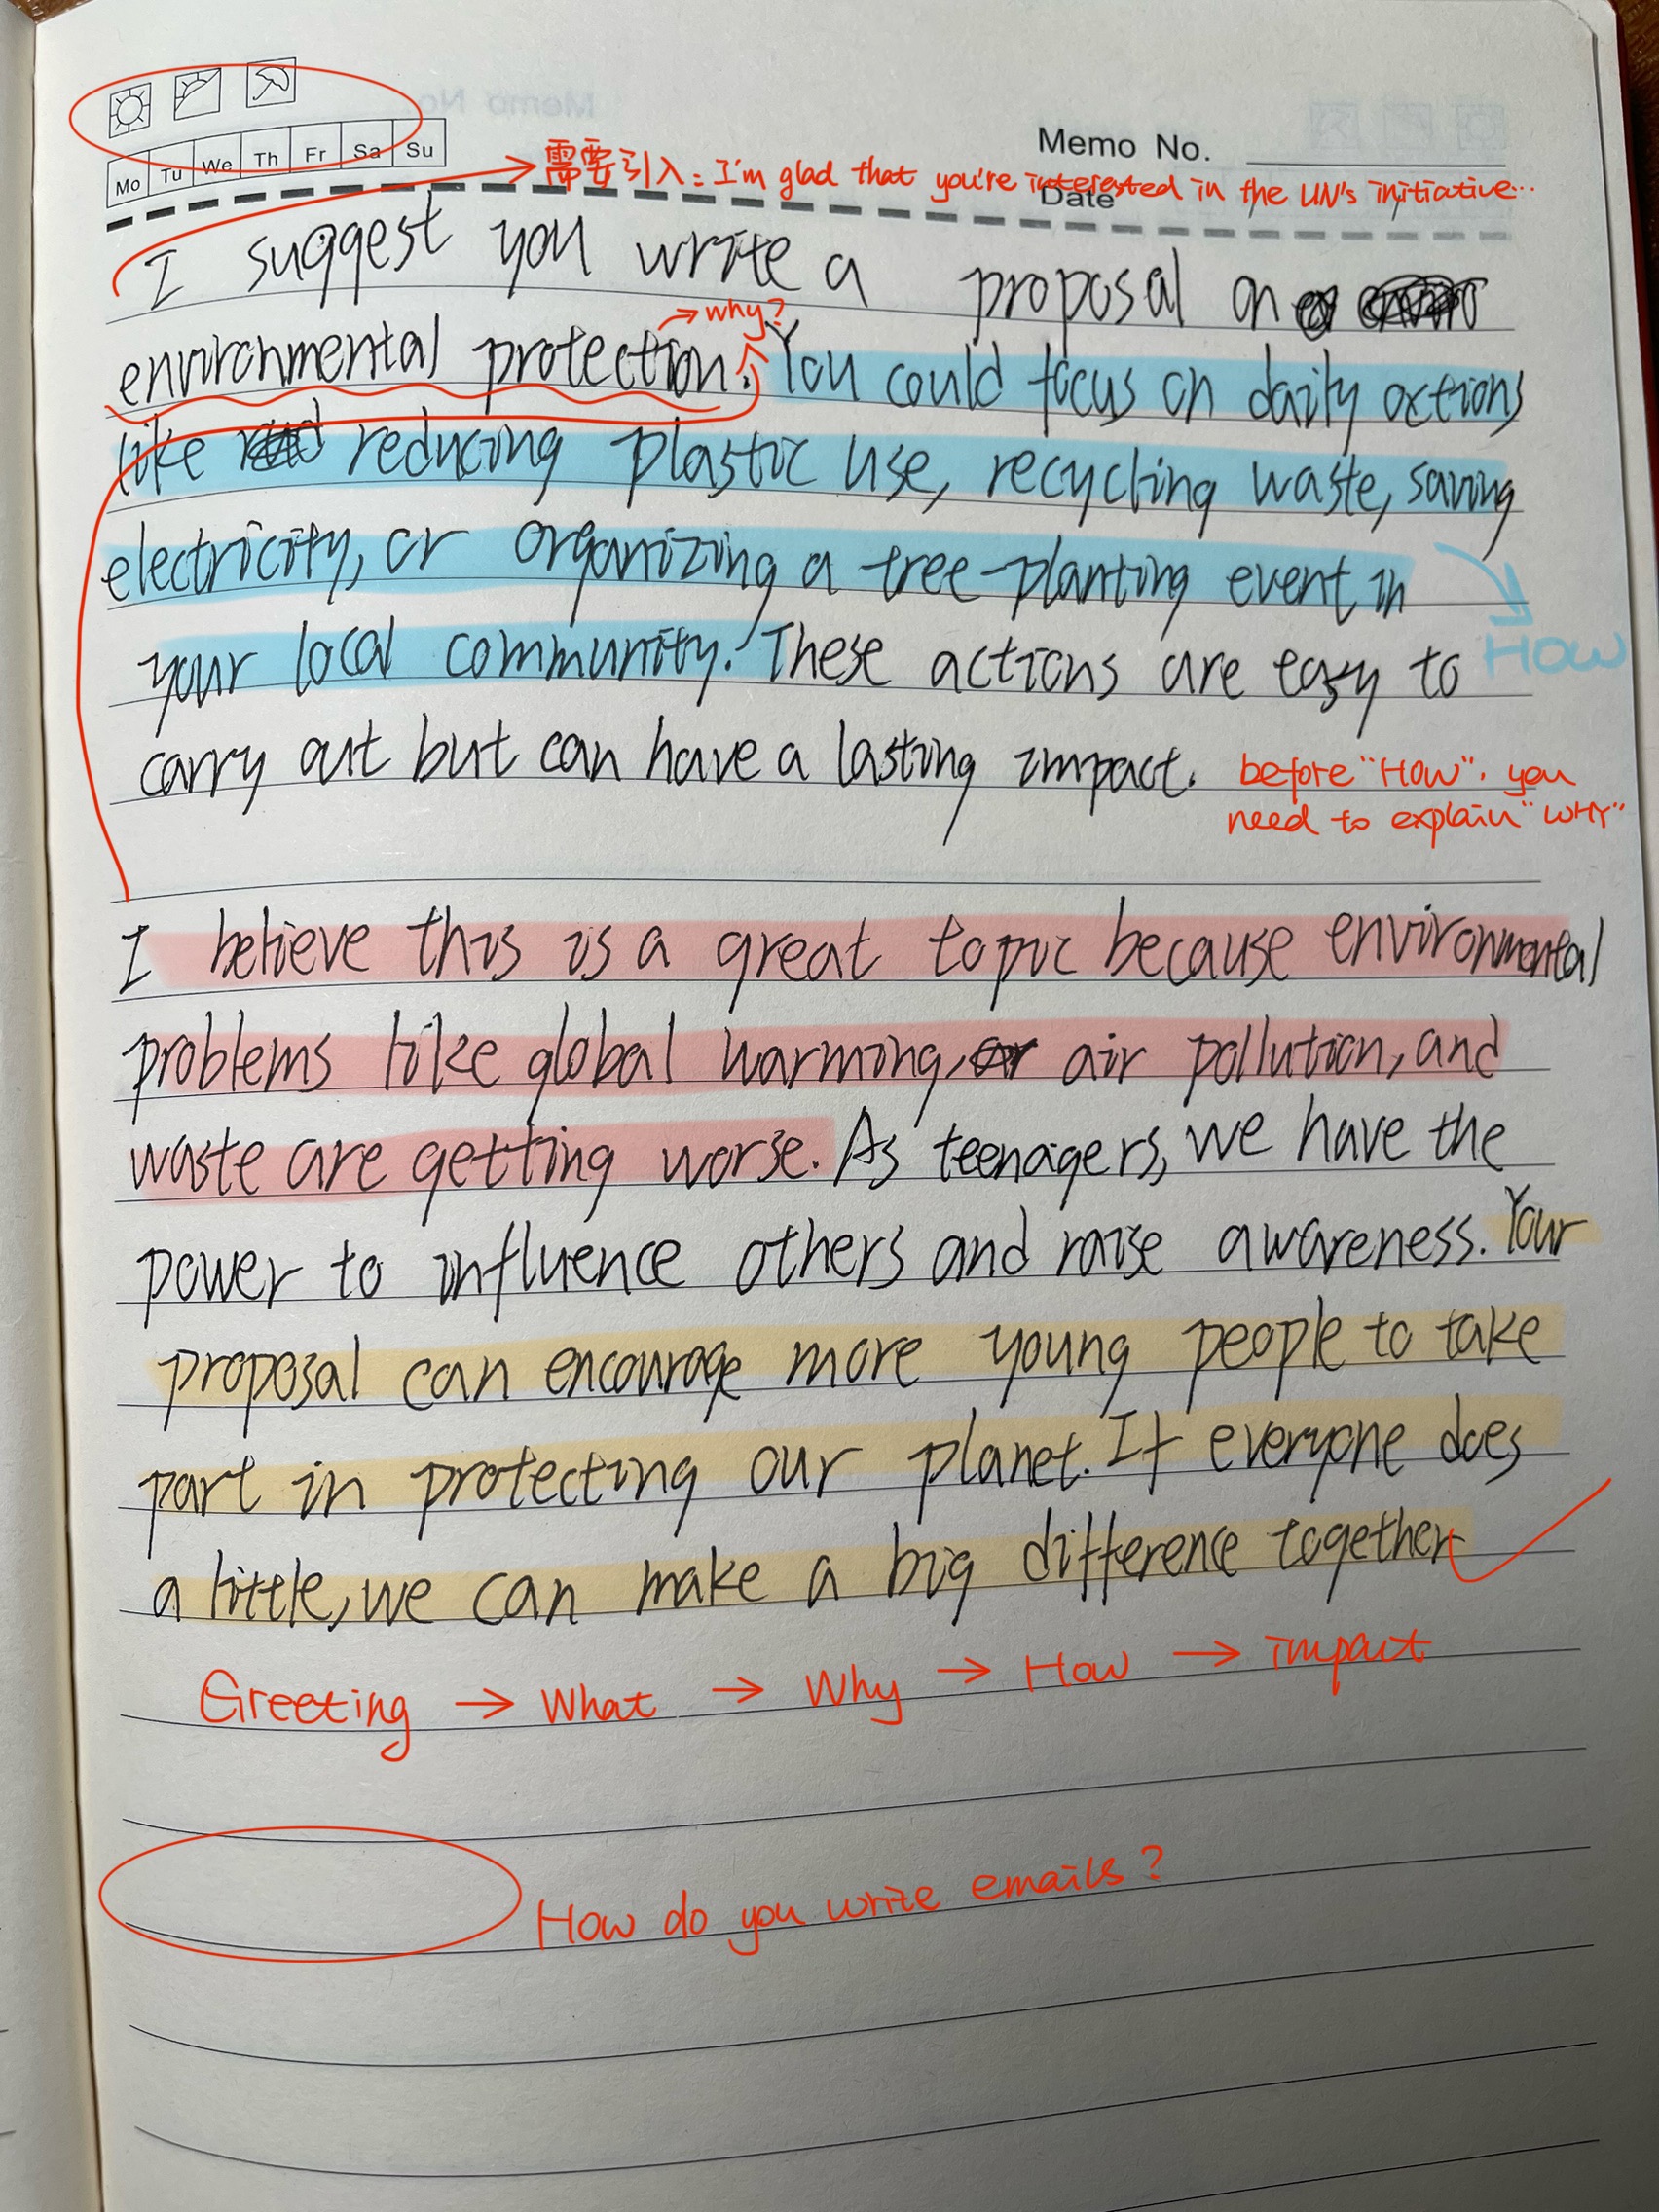 Mo Tu We Th Fr Sa Su
Memo No.
Date
需要引入: I'm glad that you're interested in the UN's initiative...
I suggest you write a proposal on
why?
environmental protection. You could focus on daily actions
like reducing plastic use, recycling waste, saving
electricity, or organizing a tree-planting event in
HOW
your local community. These actions are easy to
carry out but can have a lasting impact.
before "HOW", you
need to explain "WHY"
I believe this is a great topic because environmental
problems like global warming, air pollution, and
waste are getting worse. As teenagers, we have the
power to influence others and raise awareness. Your
proposal can encourage more young people to take
part in protecting our planet. If everyone does
a little, we can make a big difference together
Greeting → What → Why → How → impact
How do you write emails?